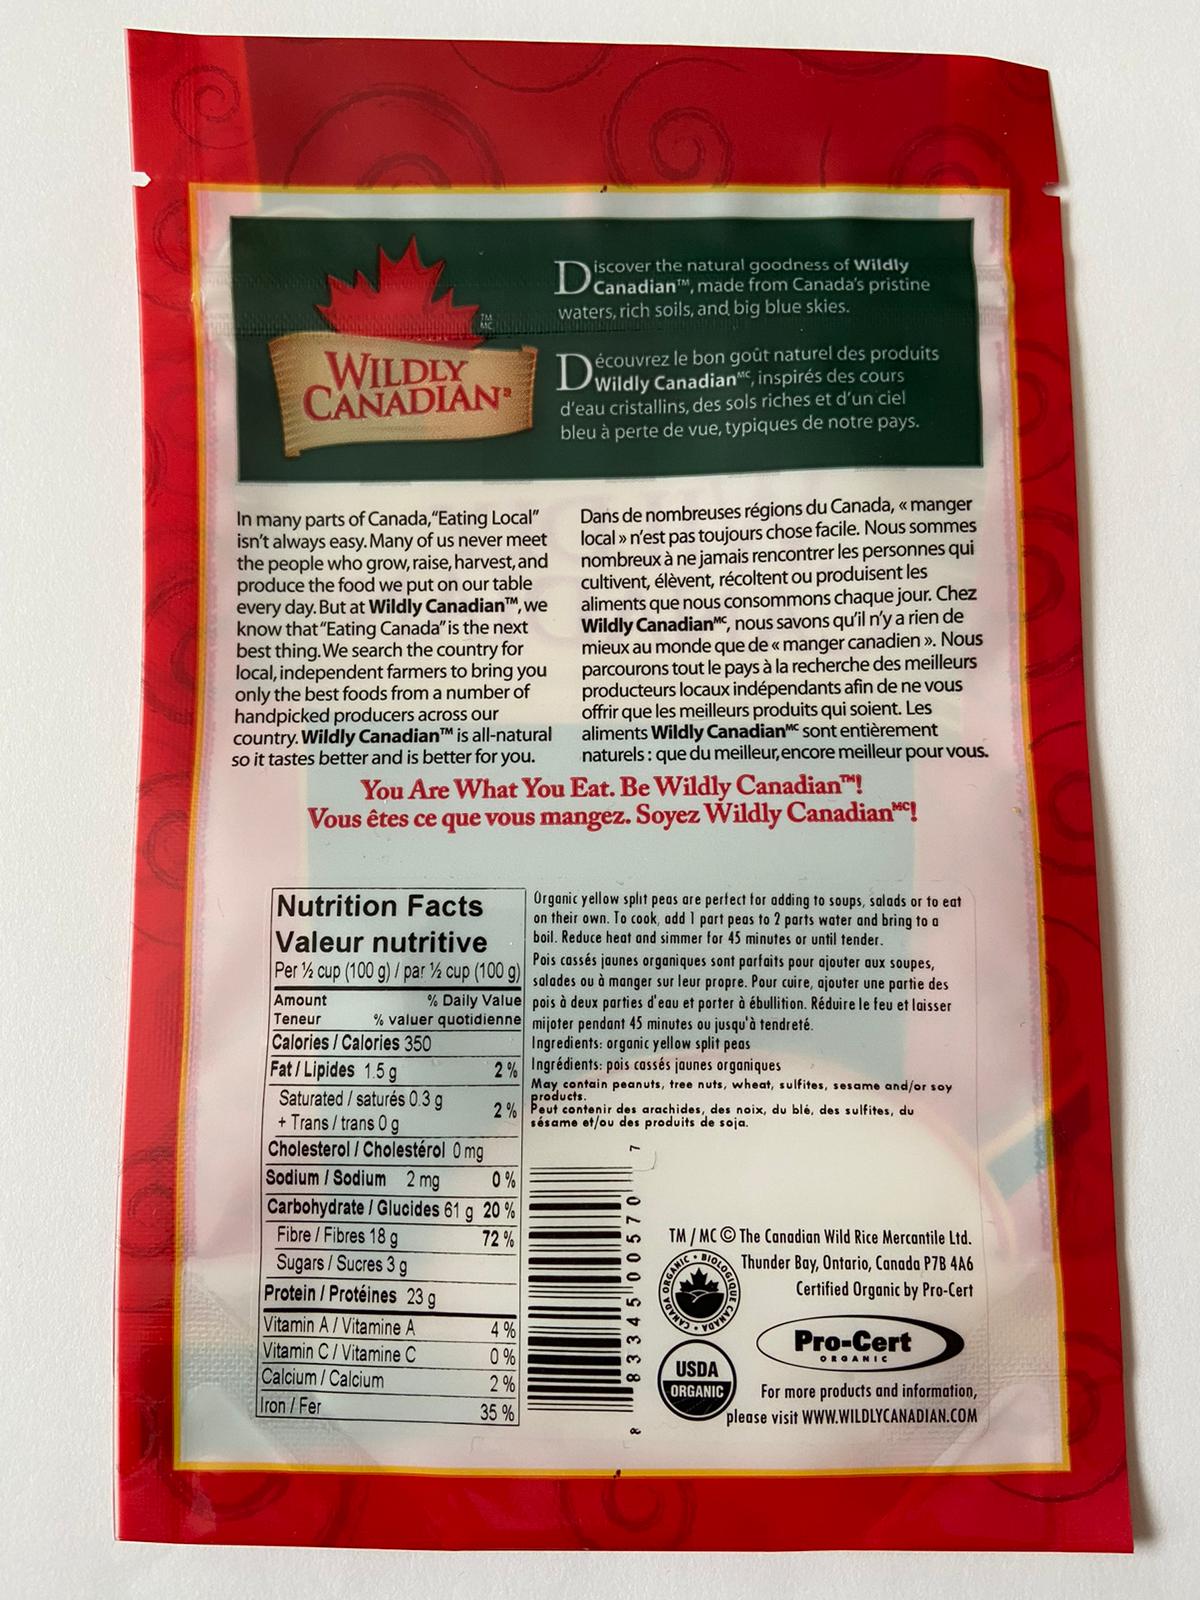 WILDLY
CANADIAN
TM
MC
Discover the natural goodness of Wildly
Canadian™, made from Canada's pristine
waters, rich soils, and big blue skies.
Découvrez le bon goût naturel des produits
Wildly Canadianᴹᶜ, inspirés des cours
d'eau cristallins, des sols riches et d'un ciel
bleu à perte de vue, typiques de notre pays.
In many parts of Canada, "Eating Local"
isn't always easy. Many of us never meet
the people who grow, raise, harvest, and
produce the food we put on our table
every day. But at Wildly Canadian™, we
know that "Eating Canada" is the next
best thing. We search the country for
local, independent farmers to bring you
only the best foods from a number of
handpicked producers across our
country. Wildly Canadian™ is all-natural
so it tastes better and is better for you.
Dans de nombreuses régions du Canada, « manger
local » n'est pas toujours chose facile. Nous sommes
nombreux à ne jamais rencontrer les personnes qui
cultivent, élèvent, récoltent ou produisent les
aliments que nous consommons chaque jour. Chez
Wildly Canadianᴹᶜ, nous savons qu'il n'y a rien de
mieux au monde que de « manger canadien ». Nous
parcourons tout le pays à la recherche des meilleurs
producteurs locaux indépendants afin de ne vous
offrir que les meilleurs produits qui soient. Les
aliments Wildly Canadianᴹᶜ sont entièrement
naturels : que du meilleur, encore meilleur pour vous.
You Are What You Eat. Be Wildly Canadian™!
Vous êtes ce que vous mangez. Soyez Wildly Canadianᴹᶜ!
Nutrition Facts
Valeur nutritive
Per ½ cup (100 g) / par ½ cup (100 g)
Amount % Daily Value
Teneur % valuer quotidienne
Calories / Calories 350
Fat / Lipides 1.5 g 2 %
Saturated / saturés 0.3 g
+ Trans / trans 0 g 2 %
Cholesterol / Cholestérol 0 mg
Sodium / Sodium 2 mg 0 %
Carbohydrate / Glucides 61 g 20 %
Fibre / Fibres 18 g 72 %
Sugars / Sucres 3 g
Protein / Protéines 23 g
Vitamin A / Vitamine A 4 %
Vitamin C / Vitamine C 0 %
Calcium / Calcium 2 %
Iron / Fer 35 %
Organic yellow split peas are perfect for adding to soups, salads or to eat
on their own. To cook, add 1 part peas to 2 parts water and bring to a
boil. Reduce heat and simmer for 45 minutes or until tender.
Pois cassés jaunes organiques sont parfaits pour ajouter aux soupes,
salades ou à manger sur leur propre. Pour cuire, ajouter une partie des
pois à deux parties d'eau et porter à ébullition. Réduire le feu et laisser
mijoter pendant 45 minutes ou jusqu'à tendreté.
Ingredients: organic yellow split peas
Ingrédients: pois cassés jaunes organiques
May contain peanuts, tree nuts, wheat, sulfites, sesame and/or soy
products.
Peut contenir des arachides, des noix, du blé, des sulfites, du
sésame et/ou des produits de soja.
8 83345 00570 7
TM / MC © The Canadian Wild Rice Mercantile Ltd.
Thunder Bay, Ontario, Canada P7B 4A6
Certified Organic by Pro-Cert
CANADA ORGANIC • BIOLOGIQUE CANADA •
Pro-Cert
ORGANIC
USDA
ORGANIC
For more products and information,
please visit WWW.WILDLYCANADIAN.COM